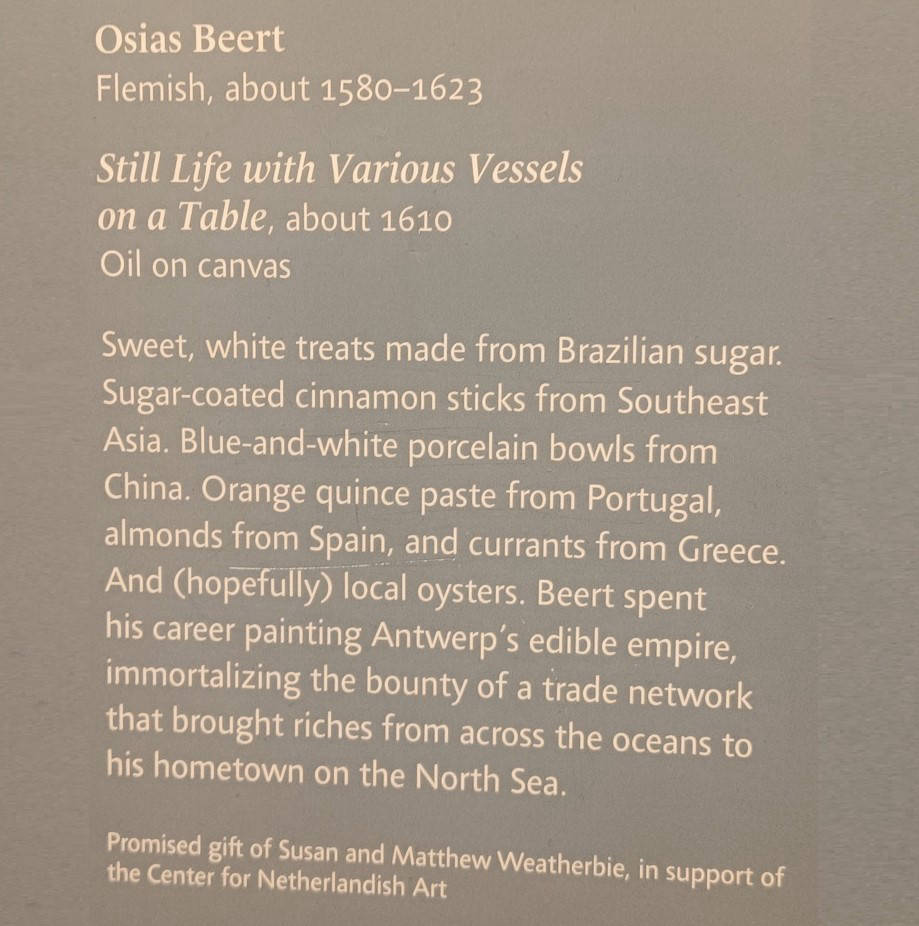 Osias Beert
Flemish, about 1580–1623
Still Life with Various Vessels
on a Table, about 1610
Oil on canvas
Sweet, white treats made from Brazilian sugar.
Sugar-coated cinnamon sticks from Southeast
Asia. Blue-and-white porcelain bowls from
China. Orange quince paste from Portugal,
almonds from Spain, and currants from Greece.
And (hopefully) local oysters. Beert spent
his career painting Antwerp’s edible empire,
immortalizing the bounty of a trade network
that brought riches from across the oceans to
his hometown on the North Sea.
Promised gift of Susan and Matthew Weatherbie, in support of
the Center for Netherlandish Art